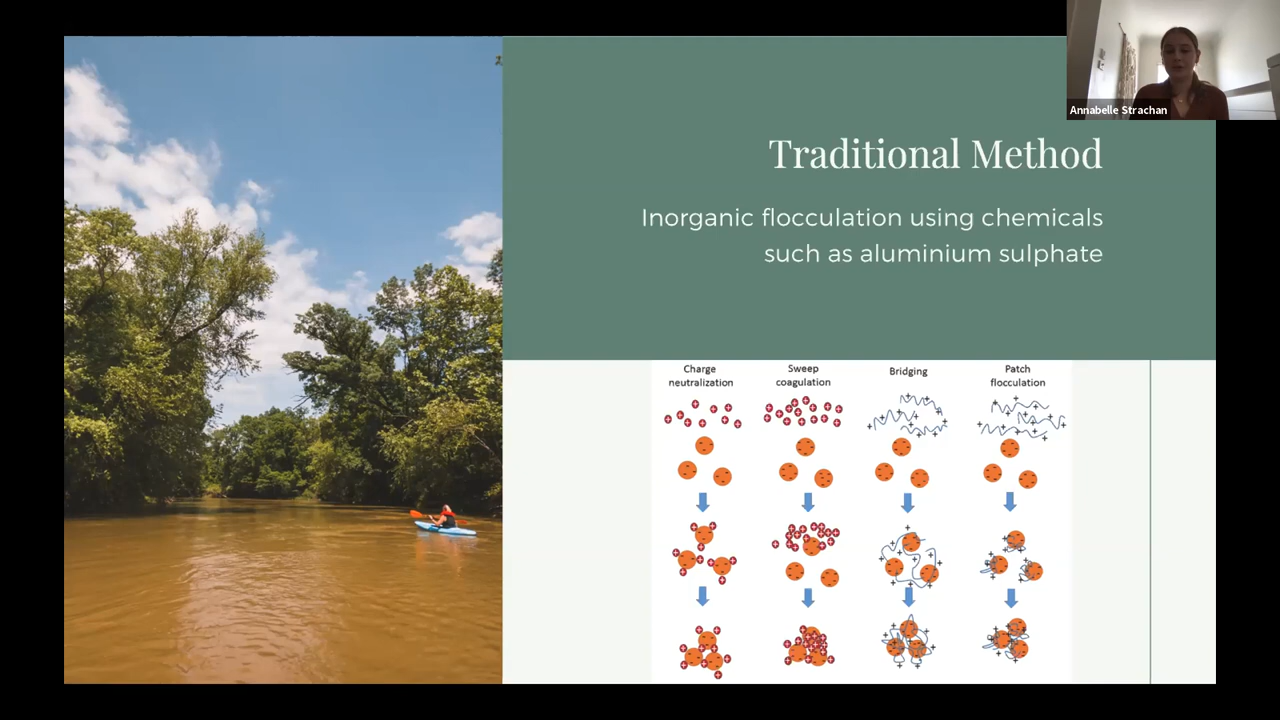 Annabelle Strachan
Traditional Method
Inorganic flocculation using chemicals
such as aluminium sulphate
Charge
neutralization
Sweep
coagulation
Bridging
Patch
flocculation